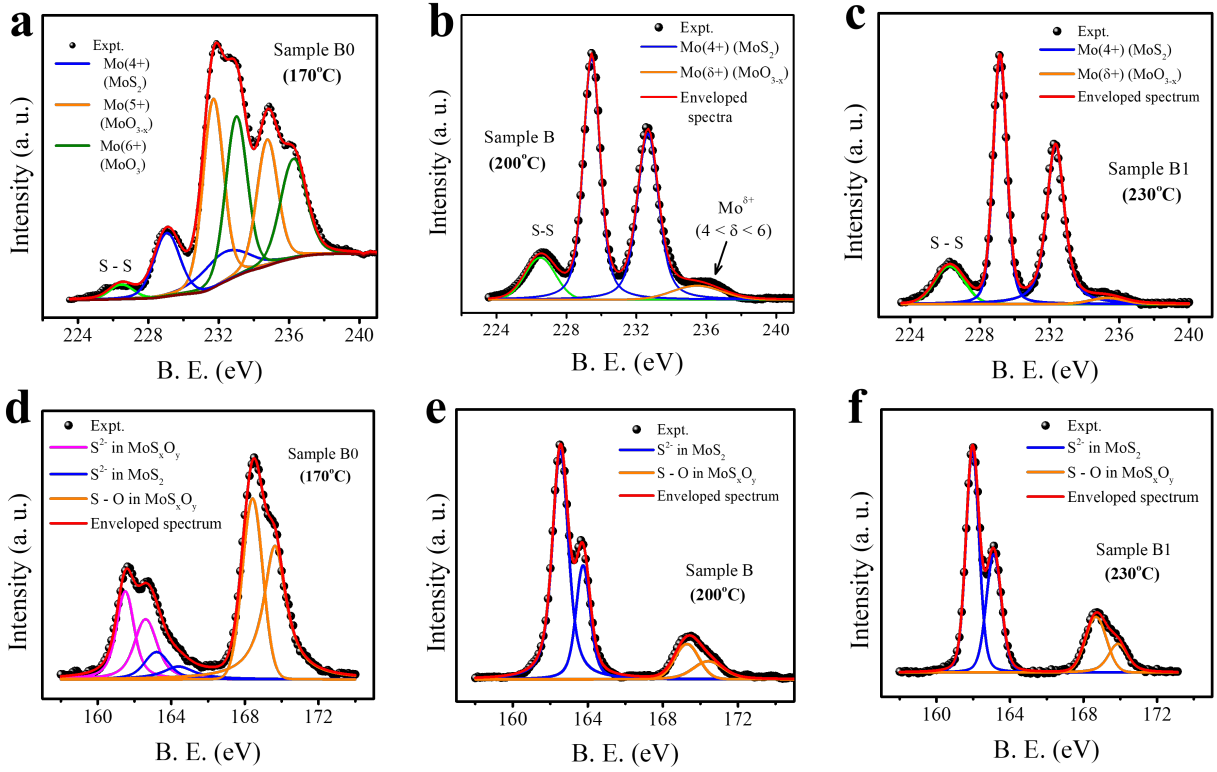 a
Expt.
Mo(4+)
(MoS₂)
Mo(5+)
(MoO₃₋ₓ)
Mo(6+)
(MoO₃)
Sample B0
(170°C)
S - S
Intensity (a. u.)
224 228 232 236 240
B. E. (eV)
b
Expt.
Mo(4+) (MoS₂)
Mo(δ+) (MoO₃₋ₓ)
Enveloped
spectra
Sample B
(200°C)
S-S
Mo^δ+
(4 < δ < 6)
Intensity (a. u.)
224 228 232 236 240
B. E. (eV)
c
Expt.
Mo(4+) (MoS₂)
Mo(δ+) (MoO₃₋ₓ)
Enveloped spectrum
Sample B1
(230°C)
S - S
Intensity (a. u.)
224 228 232 236 240
B. E. (eV)
d
Expt.
S²⁻ in MoSₓOᵧ
S²⁻ in MoS₂
S - O in MoSₓOᵧ
Enveloped spectrum
Sample B0
(170°C)
Intensity (a. u.)
160 164 168 172
B. E. (eV)
e
Expt.
S²⁻ in MoS₂
S - O in MoSₓOᵧ
Enveloped spectrum
Sample B
(200°C)
Intensity (a. u.)
160 164 168 172
B. E. (eV)
f
Expt.
S²⁻ in MoS₂
S - O in MoSₓOᵧ
Enveloped spectrum
Sample B1
(230°C)
Intensity (a. u.)
160 164 168 172
B. E. (eV)